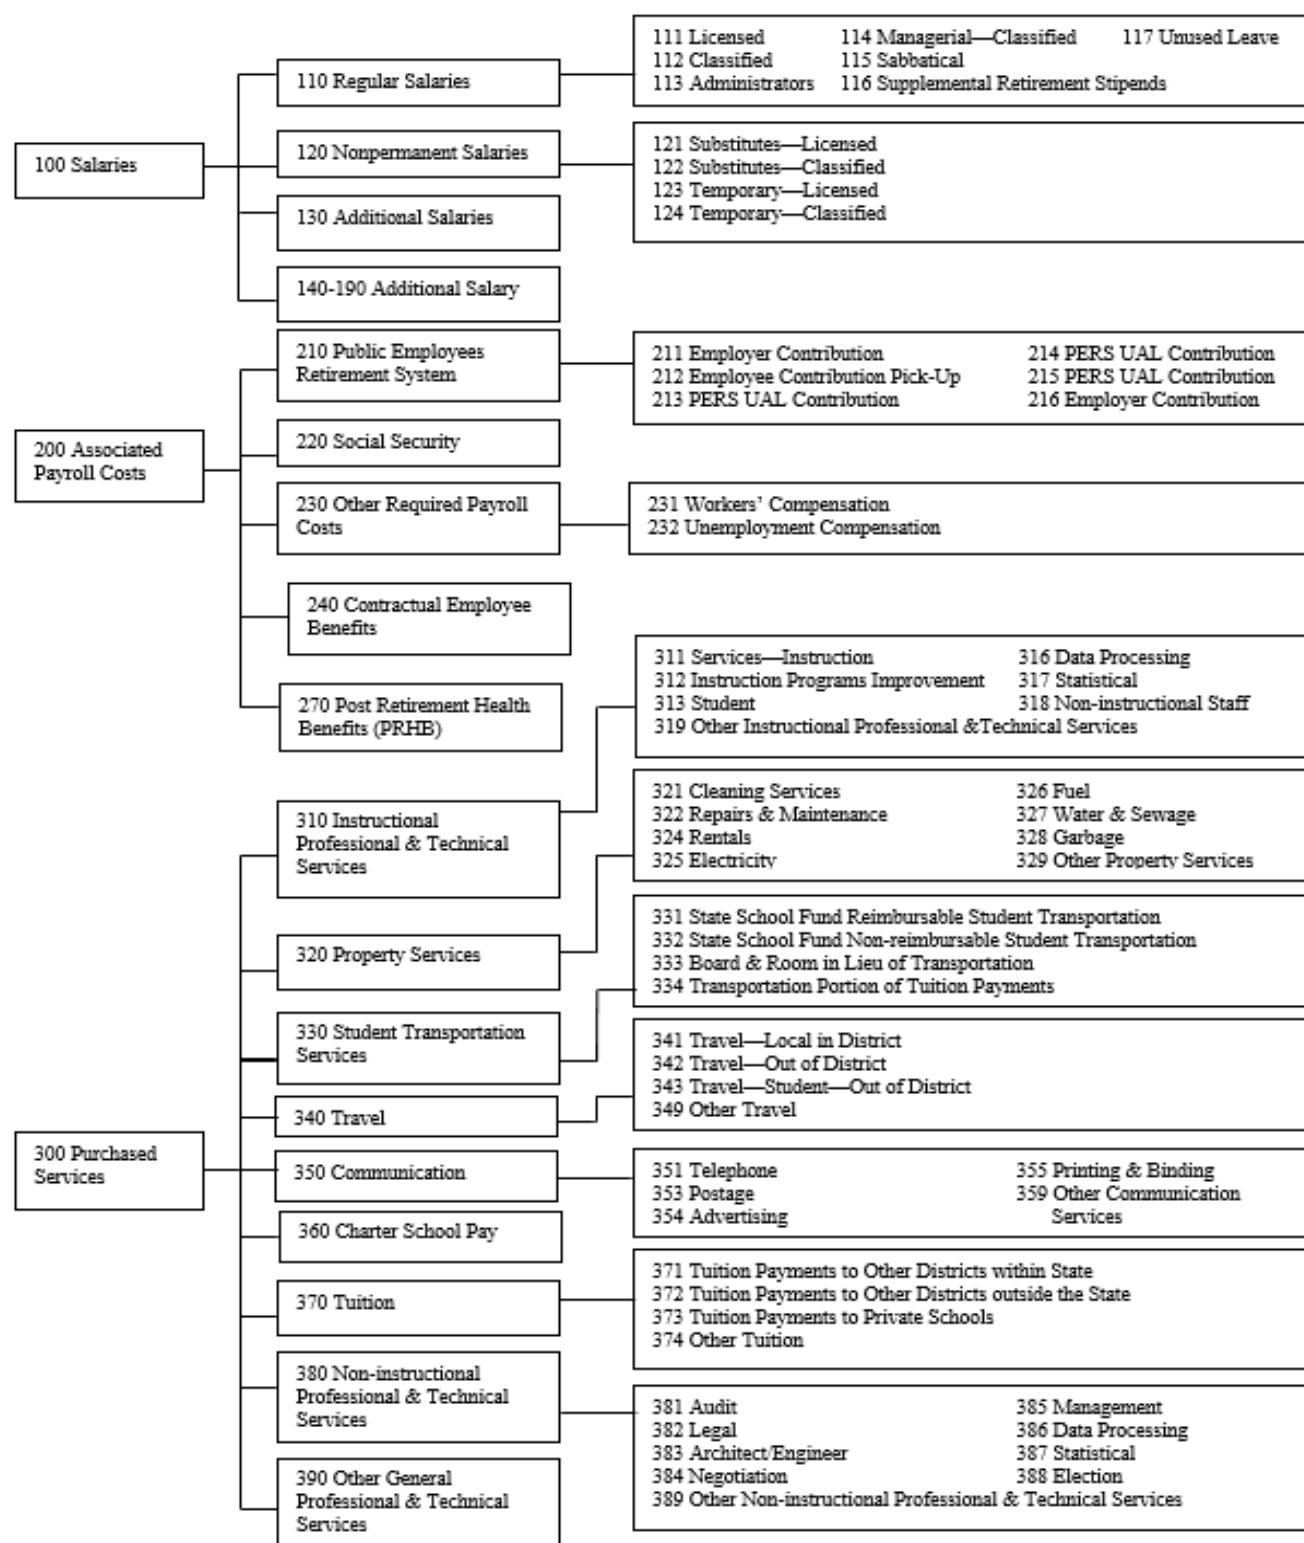 100 Salaries
110 Regular Salaries
111 Licensed
112 Classified
113 Administrators
114 Managerial—Classified
115 Sabbatical
116 Supplemental Retirement Stipends
117 Unused Leave
120 Nonpermanent Salaries
121 Substitutes—Licensed
122 Substitutes—Classified
123 Temporary—Licensed
124 Temporary—Classified
130 Additional Salaries
140-190 Additional Salary
200 Associated
Payroll Costs
210 Public Employees
Retirement System
211 Employer Contribution
212 Employee Contribution Pick-Up
213 PERS UAL Contribution
214 PERS UAL Contribution
215 PERS UAL Contribution
216 Employer Contribution
220 Social Security
230 Other Required Payroll
Costs
231 Workers’ Compensation
232 Unemployment Compensation
240 Contractual Employee
Benefits
270 Post Retirement Health
Benefits (PRHB)
300 Purchased
Services
310 Instructional
Professional & Technical
Services
311 Services—Instruction
312 Instruction Programs Improvement
313 Student
316 Data Processing
317 Statistical
318 Non-instructional Staff
319 Other Instructional Professional &Technical Services
320 Property Services
321 Cleaning Services
322 Repairs & Maintenance
324 Rentals
325 Electricity
326 Fuel
327 Water & Sewage
328 Garbage
329 Other Property Services
330 Student Transportation
Services
331 State School Fund Reimbursable Student Transportation
332 State School Fund Non-reimbursable Student Transportation
333 Board & Room in Lieu of Transportation
334 Transportation Portion of Tuition Payments
340 Travel
341 Travel—Local in District
342 Travel—Out of District
343 Travel—Student—Out of District
349 Other Travel
350 Communication
351 Telephone
353 Postage
354 Advertising
355 Printing & Binding
359 Other Communication
Services
360 Charter School Pay
370 Tuition
371 Tuition Payments to Other Districts within State
372 Tuition Payments to Other Districts outside the State
373 Tuition Payments to Private Schools
374 Other Tuition
380 Non-instructional
Professional & Technical
Services
381 Audit
382 Legal
383 Architect/Engineer
384 Negotiation
385 Management
386 Data Processing
387 Statistical
388 Election
389 Other Non-instructional Professional & Technical Services
390 Other General
Professional & Technical
Services